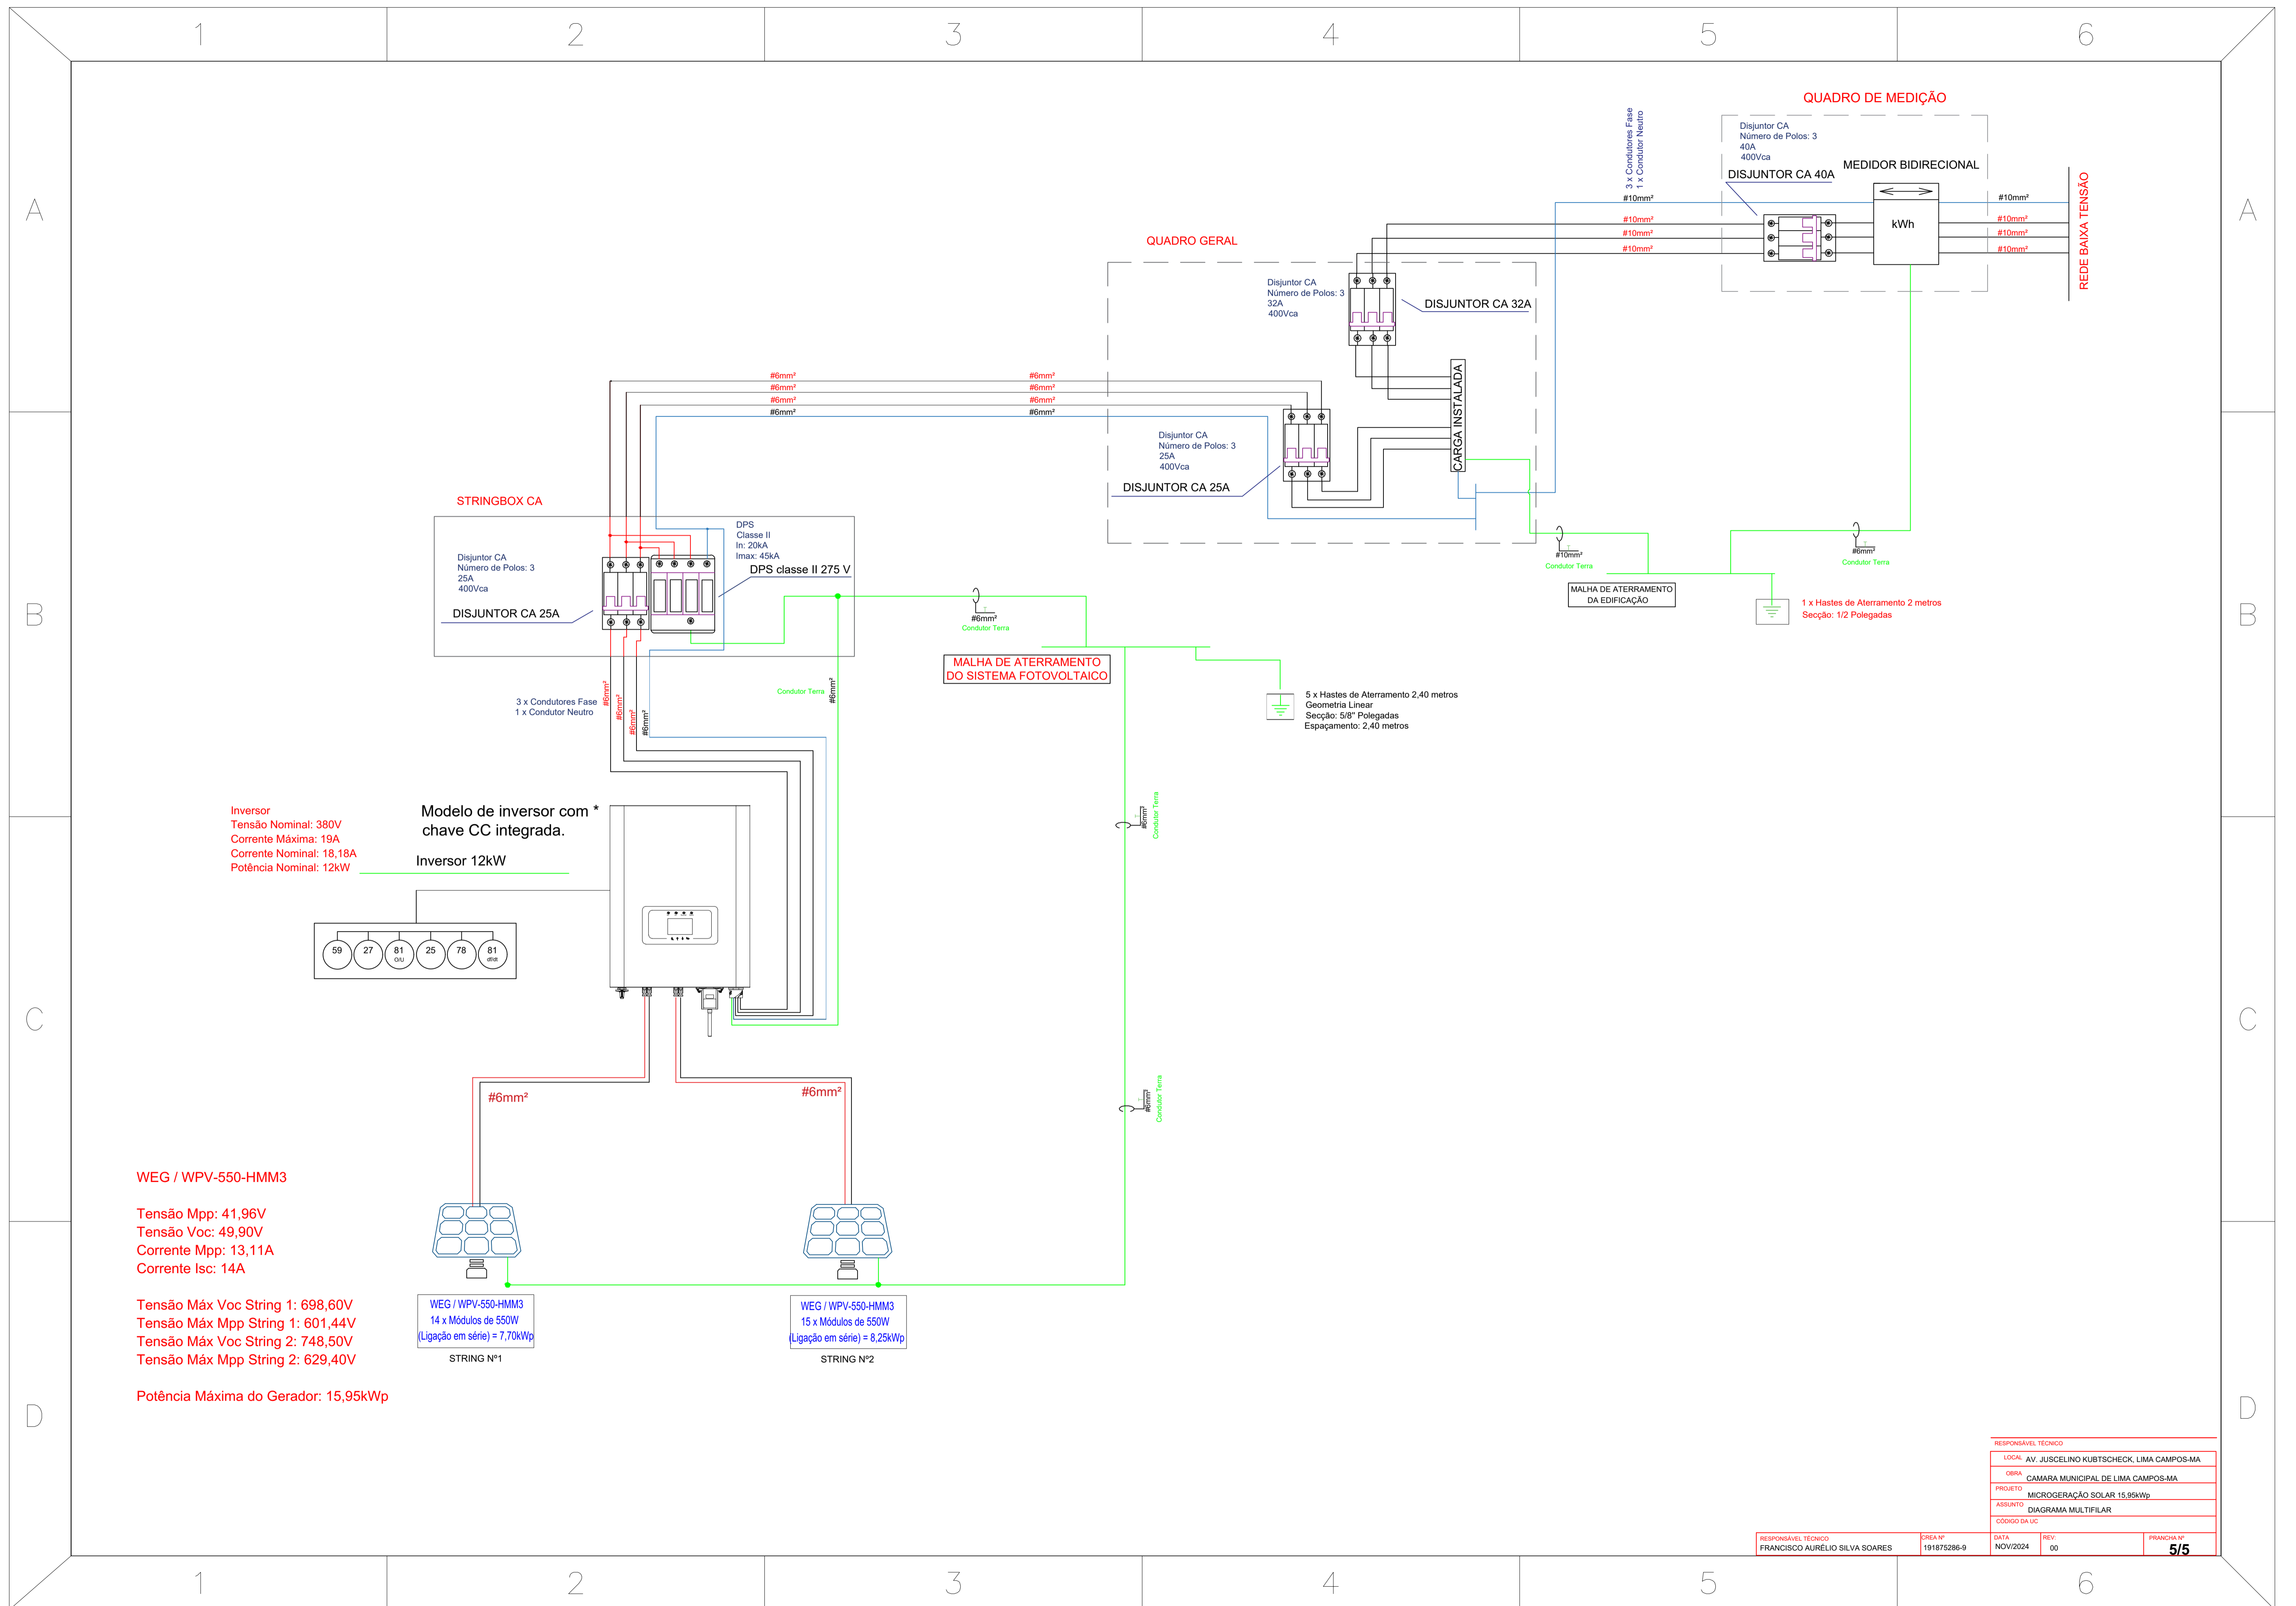 1
2
3
4
5
6
A
A
QUADRO DE MEDIÇÃO
3 x Condutores Fase
1 x Condutor Neutro
Disjuntor CA
Número de Polos: 3
40A
400Vca
MEDIDOR BIDIRECIONAL
DISJUNTOR CA 40A
kWh
#10mm²
#10mm²
#10mm²
#10mm²
#10mm²
#10mm²
#10mm²
#10mm²
REDE BAIXA TENSÃO
QUADRO GERAL
Disjuntor CA
Número de Polos: 3
32A
400Vca
DISJUNTOR CA 32A
CARGA INSTALADA
#6mm²
#6mm²
#6mm²
#6mm²
#6mm²
#6mm²
#6mm²
#6mm²
Disjuntor CA
Número de Polos: 3
25A
400Vca
DISJUNTOR CA 25A
STRINGBOX CA
Disjuntor CA
Número de Polos: 3
25A
400Vca
DISJUNTOR CA 25A
DPS
Classe II
In: 20kA
Imax: 45kA
DPS classe II 275 V
B
B
T
#6mm²
Condutor Terra
T
#10mm²
Condutor Terra
T
#6mm²
Condutor Terra
MALHA DE ATERRAMENTO
DA EDIFICAÇÃO
1 x Hastes de Aterramento 2 metros
Secção: 1/2 Polegadas
MALHA DE ATERRAMENTO
DO SISTEMA FOTOVOLTAICO
5 x Hastes de Aterramento 2,40 metros
Geometria Linear
Secção: 5/8" Polegadas
Espaçamento: 2,40 metros
3 x Condutores Fase
1 x Condutor Neutro
#6mm²
#6mm²
#6mm²
#6mm²
Condutor Terra
#6mm²
Inversor
Tensão Nominal: 380V
Corrente Máxima: 19A
Corrente Nominal: 18,18A
Potência Nominal: 12kW
Modelo de inversor com *
chave CC integrada.
Inversor 12kW
59
27
81
O/U
25
78
81
df/dt
T
#6mm²
Condutor Terra
C
C
#6mm²
#6mm²
T
#6mm²
Condutor Terra
WEG / WPV-550-HMM3
Tensão Mpp: 41,96V
Tensão Voc: 49,90V
Corrente Mpp: 13,11A
Corrente Isc: 14A
Tensão Máx Voc String 1: 698,60V
Tensão Máx Mpp String 1: 601,44V
Tensão Máx Voc String 2: 748,50V
Tensão Máx Mpp String 2: 629,40V
Potência Máxima do Gerador: 15,95kWp
WEG / WPV-550-HMM3
14 x Módulos de 550W
(Ligação em série) = 7,70kWp
STRING Nº1
WEG / WPV-550-HMM3
15 x Módulos de 550W
(Ligação em série) = 8,25kWp
STRING Nº2
D
D
RESPONSÁVEL TÉCNICO
LOCAL AV. JUSCELINO KUBTSCHECK, LIMA CAMPOS-MA
OBRA CAMARA MUNICIPAL DE LIMA CAMPOS-MA
PROJETO MICROGERAÇÃO SOLAR 15,95kWp
ASSUNTO DIAGRAMA MULTIFILAR
CÓDIGO DA UC
RESPONSÁVEL TÉCNICO
FRANCISCO AURÉLIO SILVA SOARES
CREA Nº
191875286-9
DATA
NOV/2024
REV:
00
PRANCHA Nº
5/5
1
2
3
4
5
6